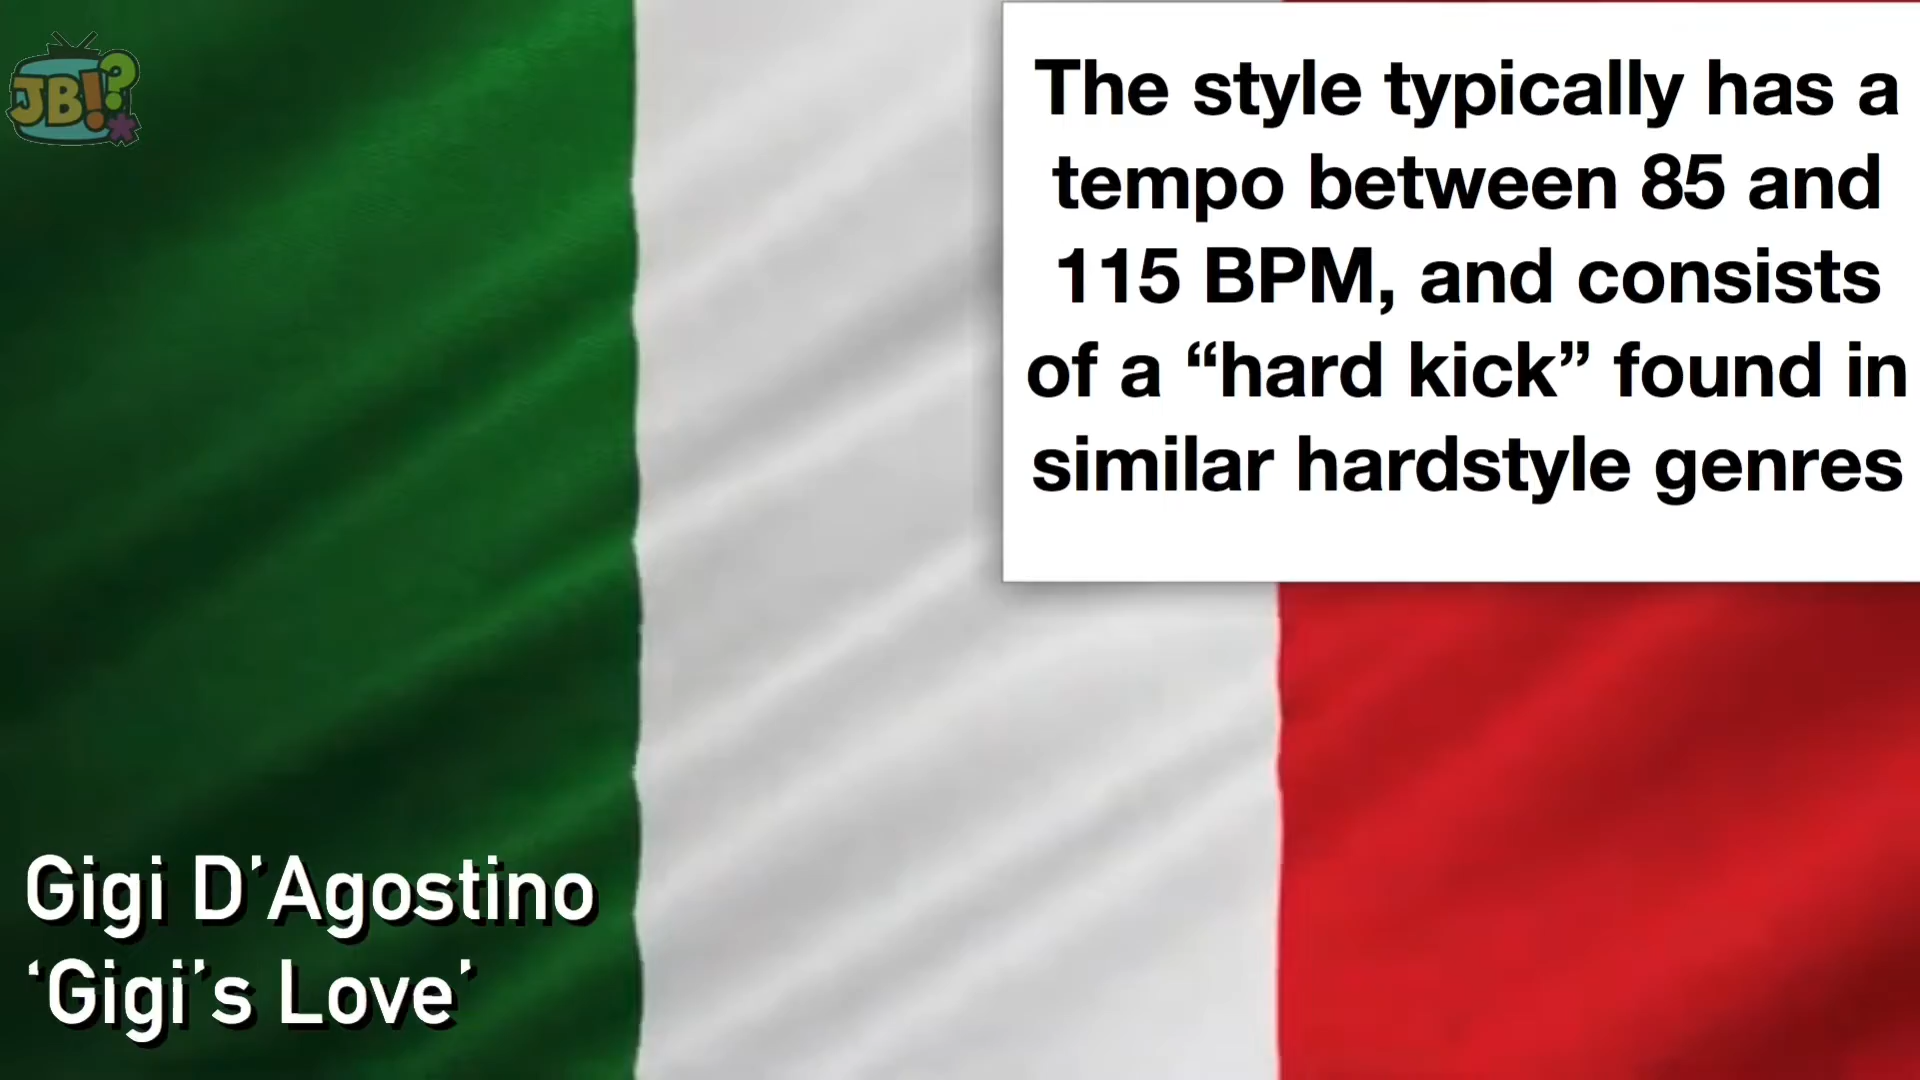 JB!?*
The style typically has a
tempo between 85 and
115 BPM, and consists
of a “hard kick” found in
similar hardstyle genres
Gigi D’Agostino
‘Gigi’s Love’